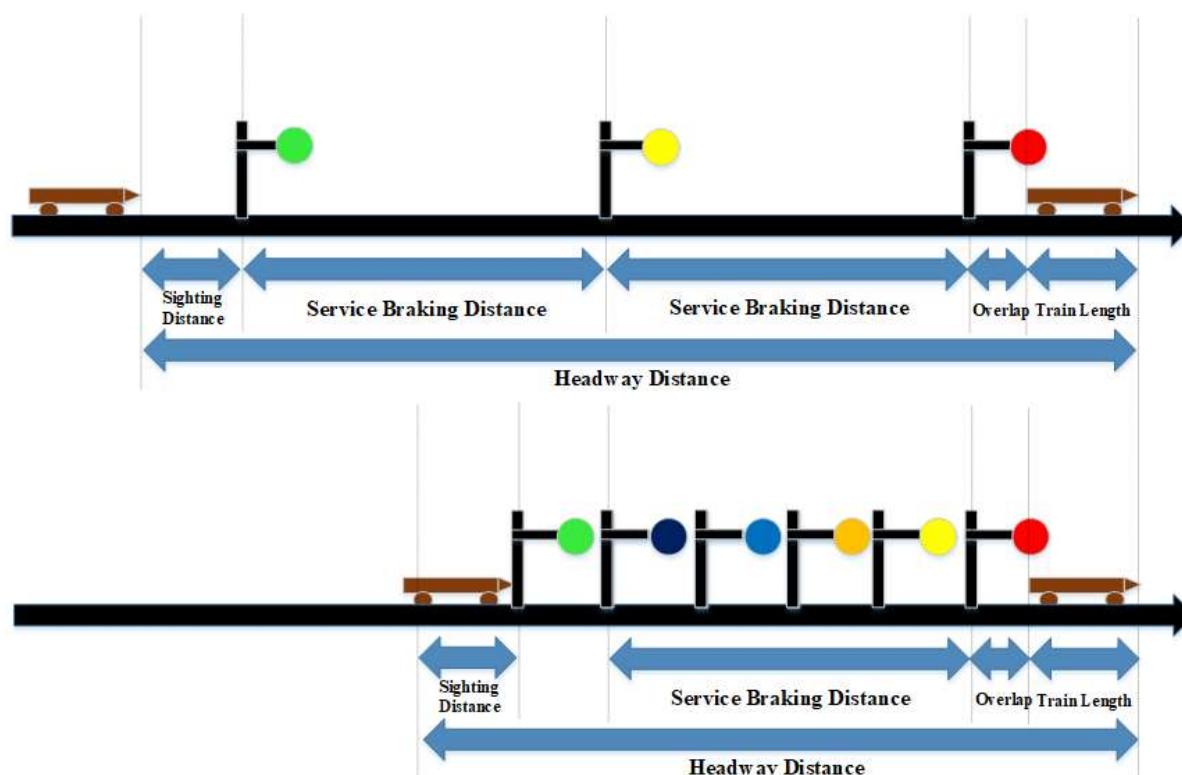 Sighting
Distance
Service Braking Distance
Service Braking Distance
Overlap
Train Length
Headway Distance
Sighting
Distance
Service Braking Distance
Overlap
Train Length
Headway Distance